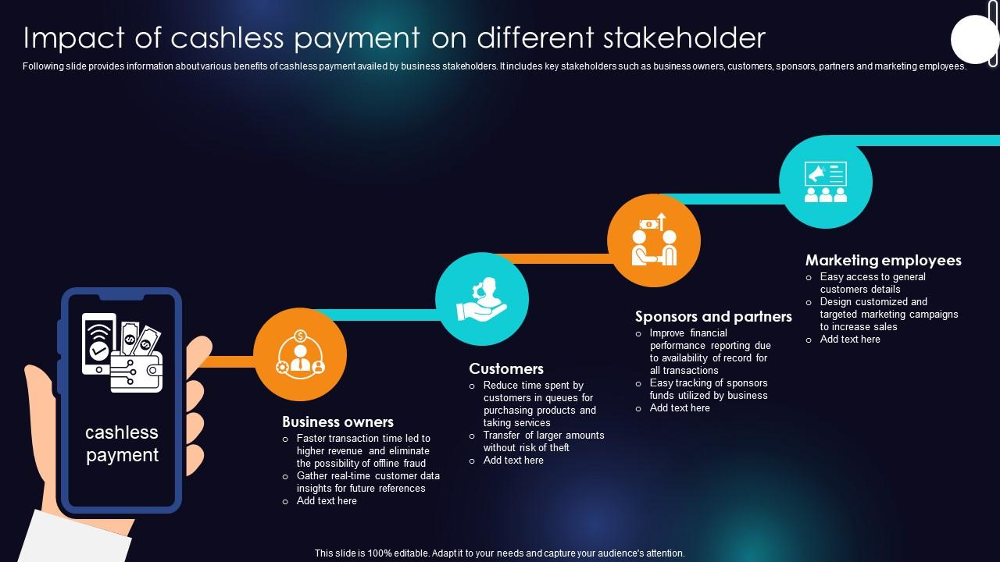 Impact of cashless payment on different stakeholder
Following slide provides information about various benefits of cashless payment availed by business stakeholders. It includes key stakeholders such as business owners, customers, sponsors, partners and marketing employees.
cashless
payment
Business owners
o Faster transaction time led to
higher revenue and eliminate
the possibility of offline fraud
o Gather real-time customer data
insights for future references
o Add text here
Customers
o Reduce time spent by
customers in queues for
purchasing products and
taking services
o Transfer of larger amounts
without risk of theft
o Add text here
Sponsors and partners
o Improve financial
performance reporting due
to availability of record for
all transactions
o Easy tracking of sponsors
funds utilized by business
o Add text here
Marketing employees
o Easy access to general
customers details
o Design customized and
targeted marketing campaigns
to increase sales
o Add text here
This slide is 100% editable. Adapt it to your needs and capture your audience's attention.